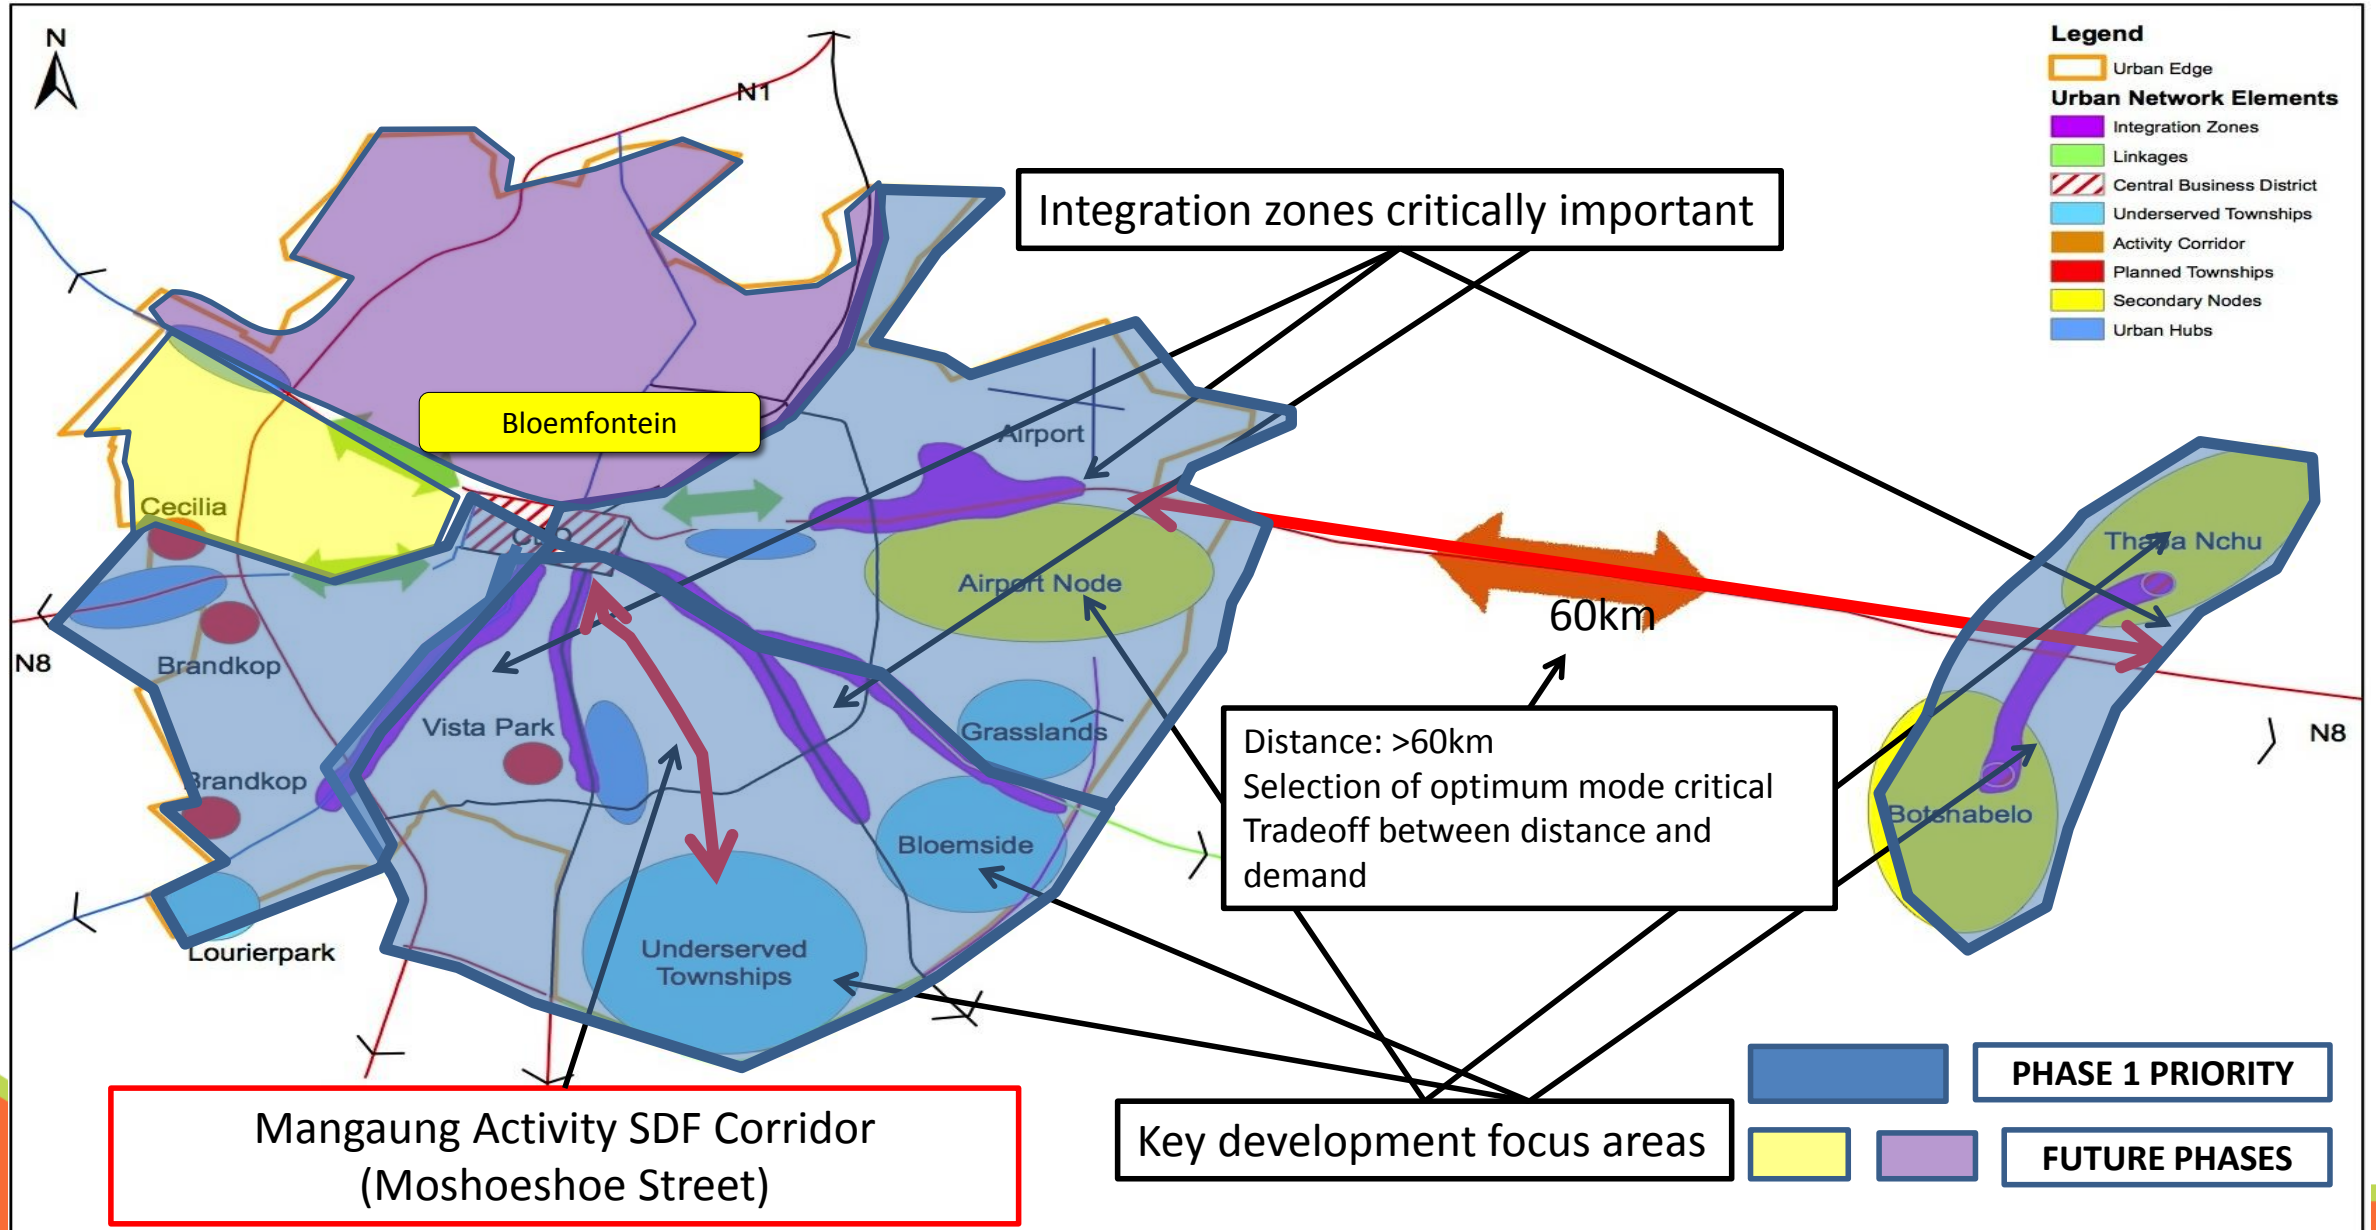 N
N1
Legend
Urban Edge
Urban Network Elements
Integration Zones
Linkages
Central Business District
Underserved Townships
Activity Corridor
Planned Townships
Secondary Nodes
Urban Hubs
Integration zones critically important
Bloemfontein
Airport
Cecilia
CBD
Thaba Nchu
Airport Node
60km
N8
Brandkop
Vista Park
Grasslands
N8
Brandkop
Distance: >60km
Selection of optimum mode critical
Tradeoff between distance and
demand
Botshabelo
Bloemside
Lourierpark
Underserved
Townships
PHASE 1 PRIORITY
Mangaung Activity SDF Corridor
(Moshoeshoe Street)
Key development focus areas
FUTURE PHASES